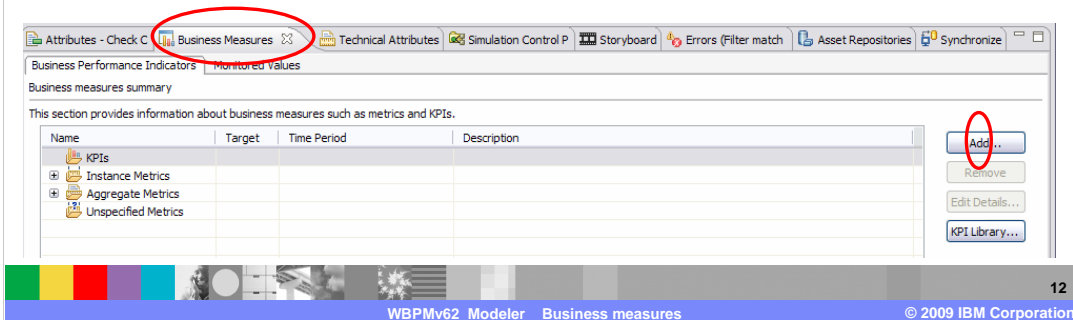 Attributes - Check C Business Measures Technical Attributes Simulation Control P Storyboard Errors (Filter match Asset Repositories Synchronize
Business Performance Indicators Monitored Values
Business measures summary
This section provides information about business measures such as metrics and KPIs.
Name Target Time Period Description
Add...
KPIs
Remove
Instance Metrics
Aggregate Metrics
Edit Details...
Unspecified Metrics
KPI Library...
12
WBPMv62 Modeler Business measures © 2009 IBM Corporation